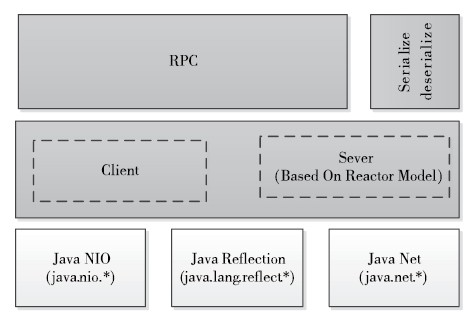 RPC
Serialize
deserialize
Client
Sever
(Based On Reactor Model)
Java NIO
(java.nio.*)
Java Reflection
(java.lang.reflect.*)
Java Net
(java.net.*)